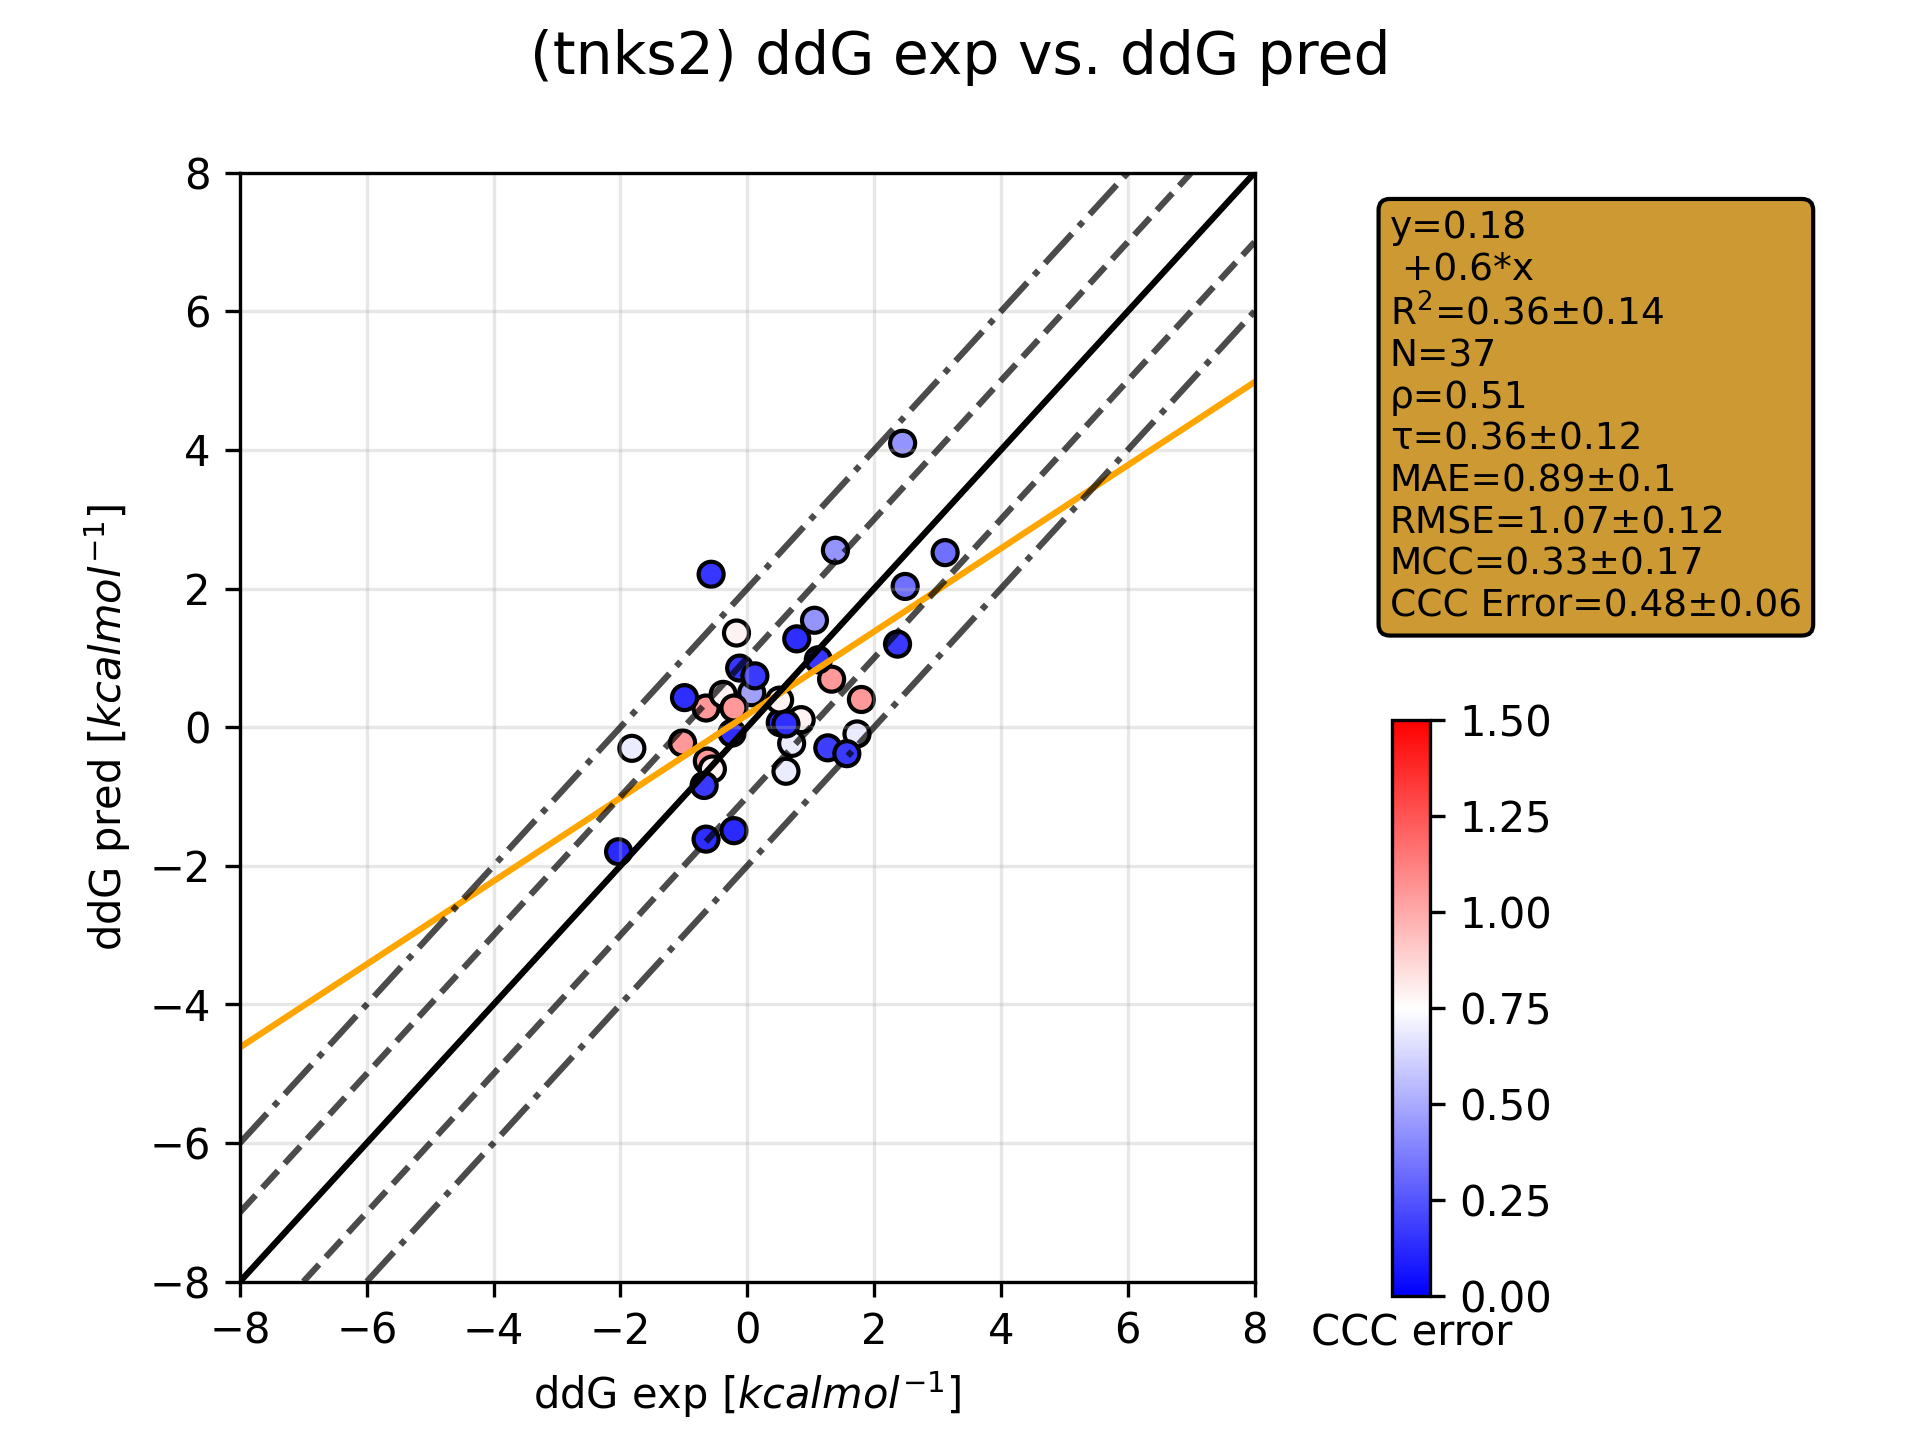 (tnks2) ddG exp vs. ddG pred
8
6
4
2
0
−2
−4
−6
−8
ddG pred [kcalmol⁻¹]
−8 −6 −4 −2 0 2 4 6 8
ddG exp [kcalmol⁻¹]
y=0.18
+0.6*x
R²=0.36±0.14
N=37
ρ=0.51
τ=0.36±0.12
MAE=0.89±0.1
RMSE=1.07±0.12
MCC=0.33±0.17
CCC Error=0.48±0.06
1.50
1.25
1.00
0.75
0.50
0.25
0.00
CCC error